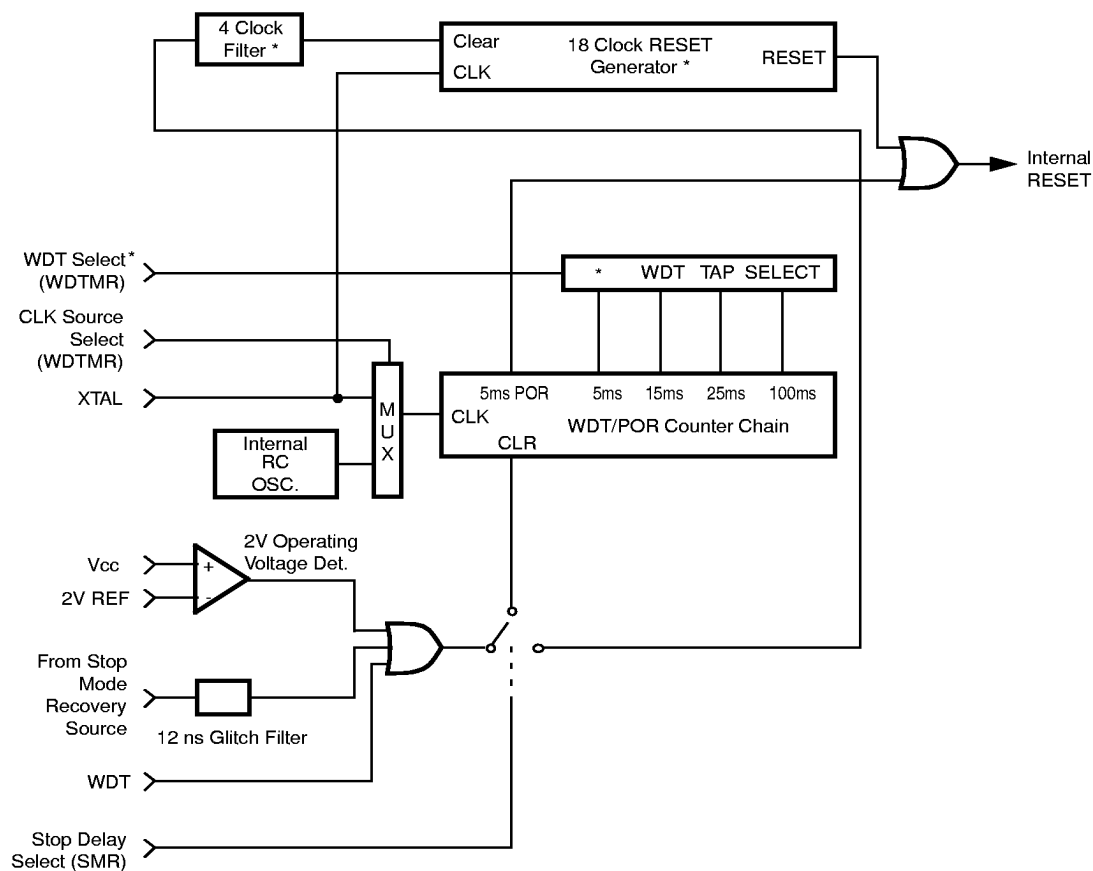 4 Clock
Filter *
Clear
CLK
18 Clock RESET
Generator *
RESET
Internal
RESET
WDT Select*
(WDTMR)
* WDT TAP SELECT
CLK Source
Select
(WDTMR)
XTAL
M
U
X
5ms POR 5ms 15ms 25ms 100ms
CLK
WDT/POR Counter Chain
CLR
Internal
RC
OSC.
2V Operating
Voltage Det.
Vcc
+
2V REF
-
From Stop
Mode
Recovery
Source
12 ns Glitch Filter
WDT
Stop Delay
Select (SMR)